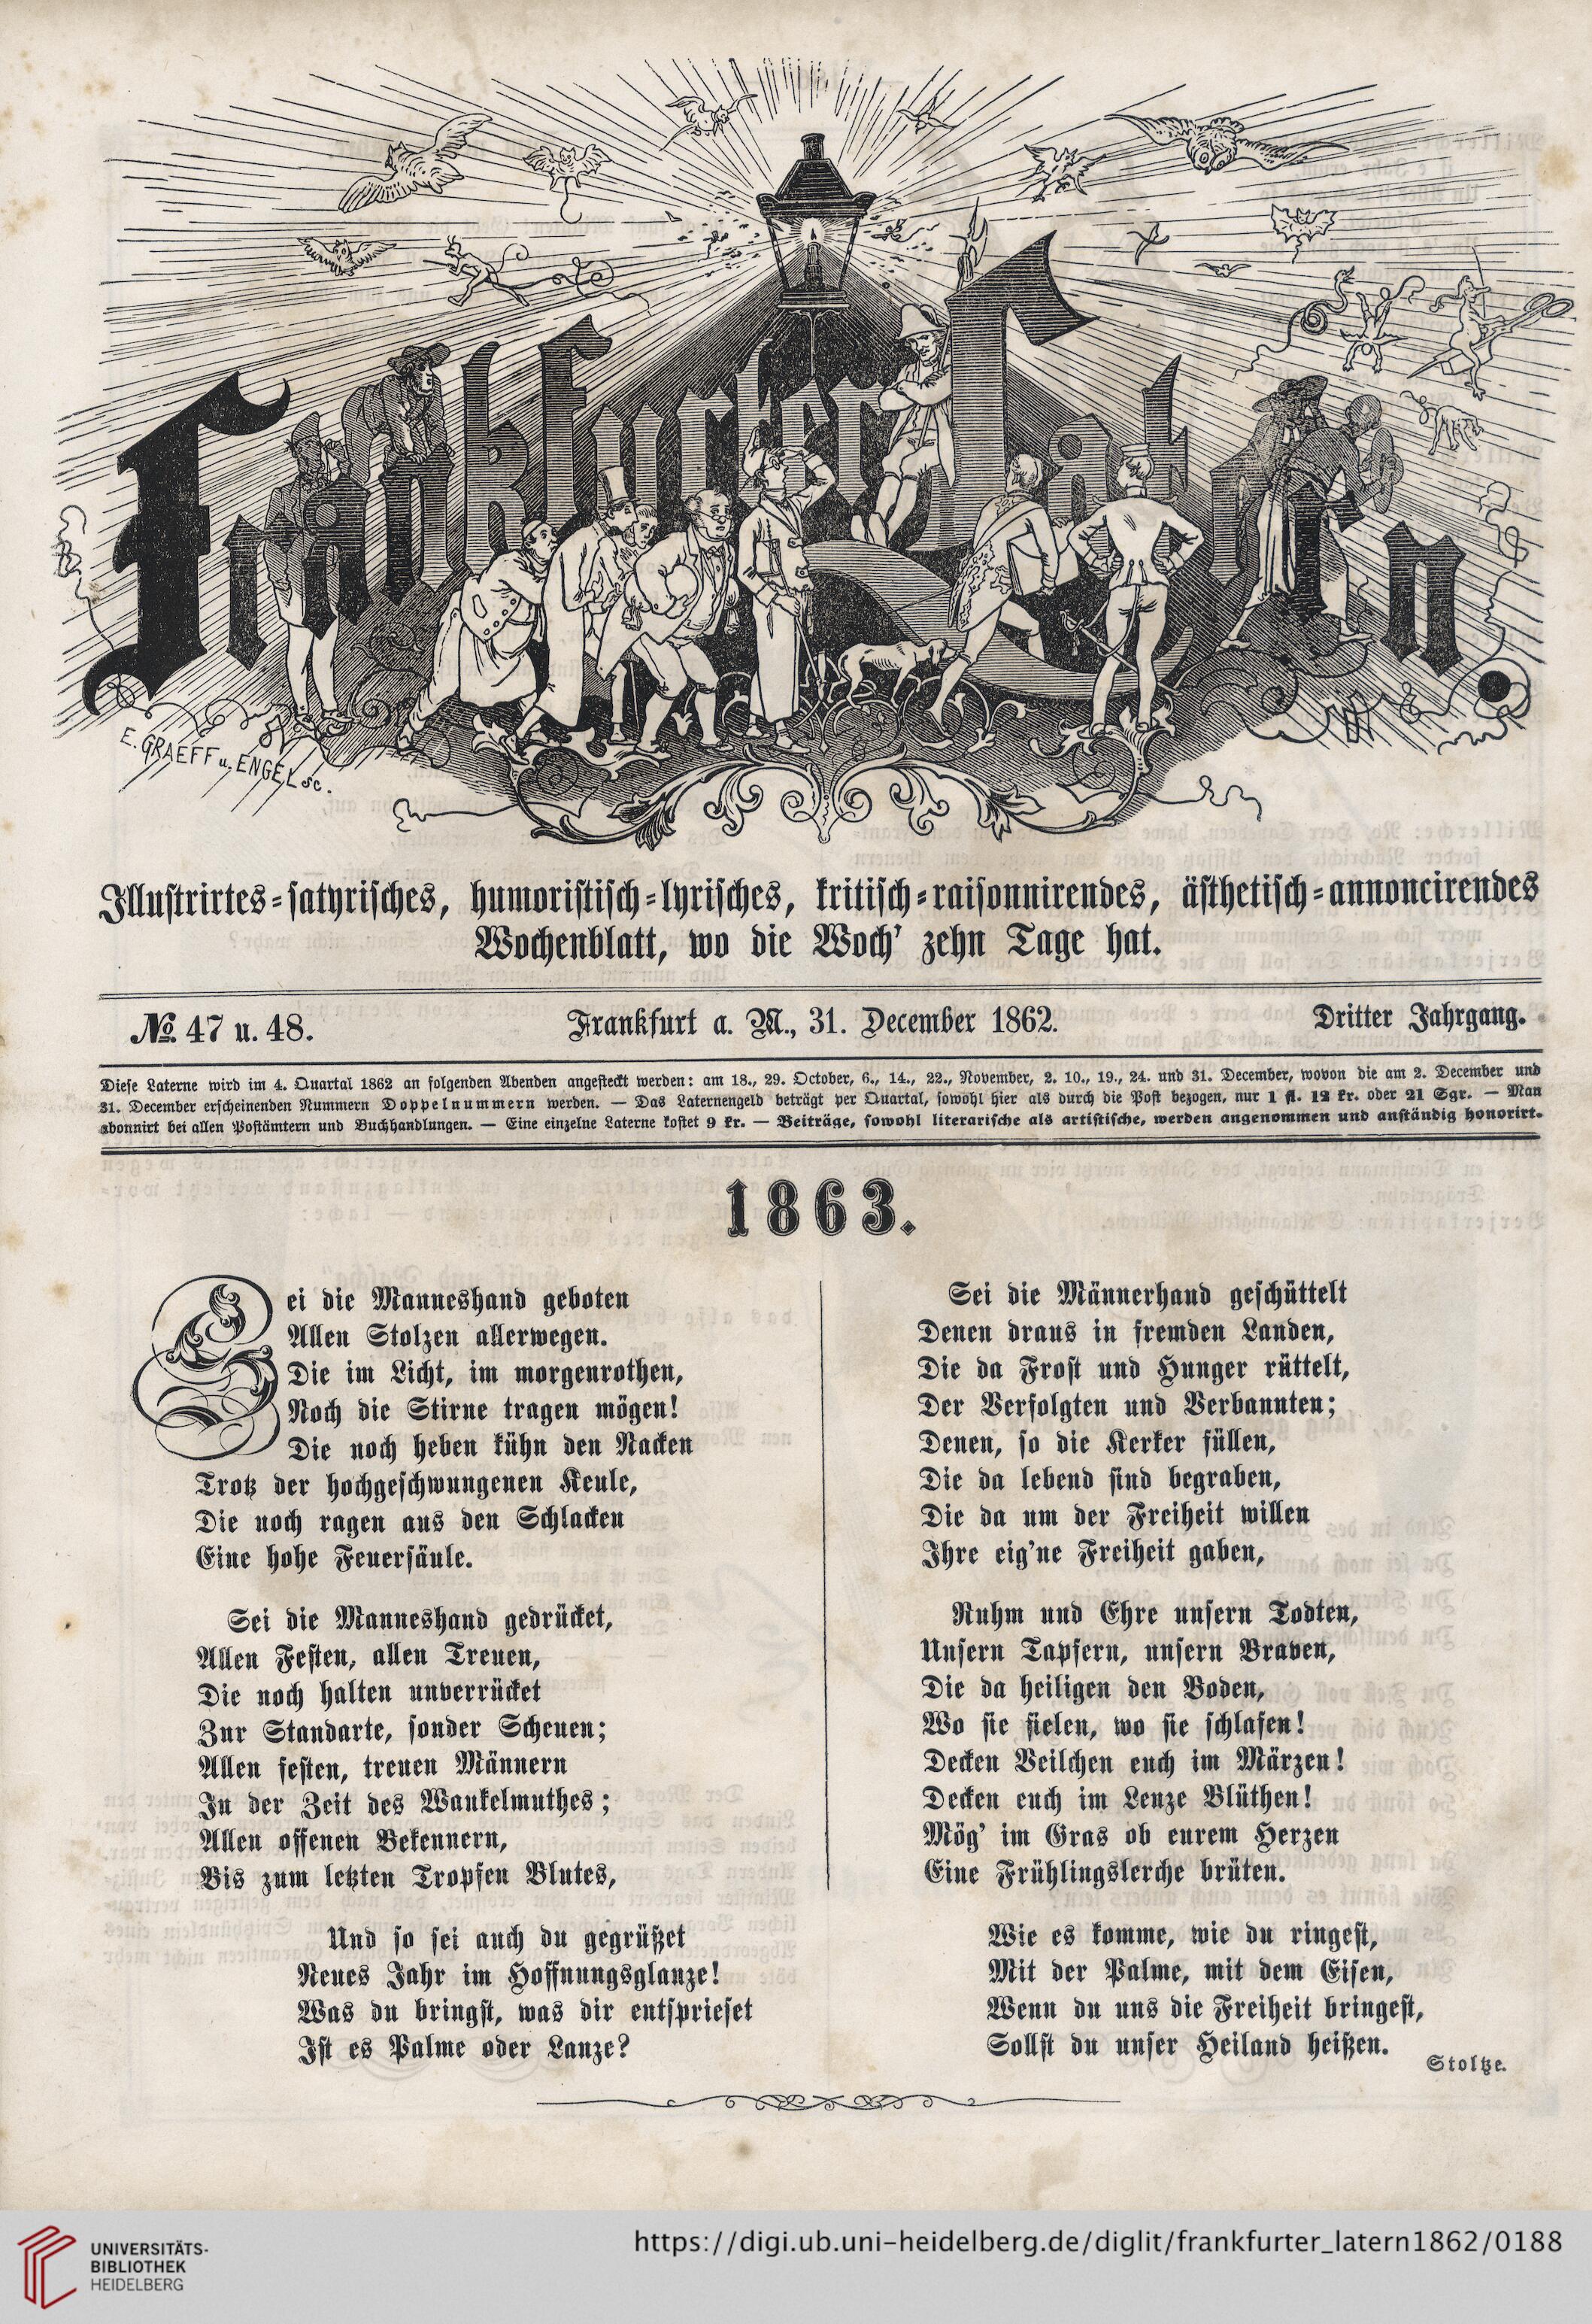 Frankfurter Latern.
E. GRAEFF u. ENGEL sc.
Illustrirtes-satyrisches, humoristisch-lyrisches, kritisch-raisonnirendes, ästhetisch-annoncirendes
Wochenblatt, wo die Woch' zehn Tage hat.
No. 47 u. 48.
Frankfurt a. M., 31. December 1862.
Dritter Jahrgang.
Diese Laterne wird im 4. Quartal 1862 an folgenden Abenden angesteckt werden: am 18., 29. October, 6., 14., 22., November, 2. 10., 19., 24. und 31. December, wovon die am 2. December und
31. December erscheinenden Nummern Doppelnummern werden. — Das Laternengeld beträgt per Quartal, sowohl hier als durch die Post bezogen, nur 1 fl. 12 kr. oder 21 Sgr. — Man
abonnirt bei allen Postämtern und Buchhandlungen. — Eine einzelne Laterne kostet 9 kr. — Beiträge, sowohl literarische als artistische, werden angenommen und anständig honorirt.
1863.
Sei die Manneshand geboten
Allen Stolzen allerwegen.
Die im Licht, im morgenrothen,
Noch die Stirne tragen mögen!
Die noch heben kühn den Nacken
Trotz der hochgeschwungenen Keule,
Die noch ragen aus den Schlacken
Eine hohe Feuersäule.
Sei die Manneshand gedrücket,
Allen Festen, allen Treuen,
Die noch halten unverrücket
Zur Standarte, sonder Scheuen;
Allen festen, treuen Männern
In der Zeit des Wankelmuthes;
Allen offenen Bekennern,
Bis zum letzten Tropfen Blutes,
Sei die Männerhand geschüttelt
Denen draus in fremden Landen,
Die da Frost und Hunger rüttelt,
Der Verfolgten und Verbannten;
Denen, so die Kerker füllen,
Die da lebend sind begraben,
Die da um der Freiheit willen
Ihre eig'ne Freiheit gaben,
Ruhm und Ehre unsern Todten,
Unsern Tapfern, unsern Braven,
Die da heiligen den Boden,
Wo sie fielen, wo sie schlafen!
Decken Veilchen euch im Märzen!
Decken euch im Lenze Blüthen!
Mög' im Gras ob eurem Herzen
Eine Frühlingslerche brüten.
Und so sei auch du gegrüßet
Neues Jahr im Hoffnungsglanze!
Was du bringst, was dir entsprieset
Ist es Palme oder Lanze?
Wie es komme, wie du ringest,
Mit der Palme, mit dem Eisen,
Wenn du uns die Freiheit bringest,
Sollst du unser Heiland heißen.
Stoltze.
UNIVERSITÄTS-
BIBLIOTHEK
HEIDELBERG
https://digi.ub.uni-heidelberg.de/diglit/frankfurter_latern1862/0188